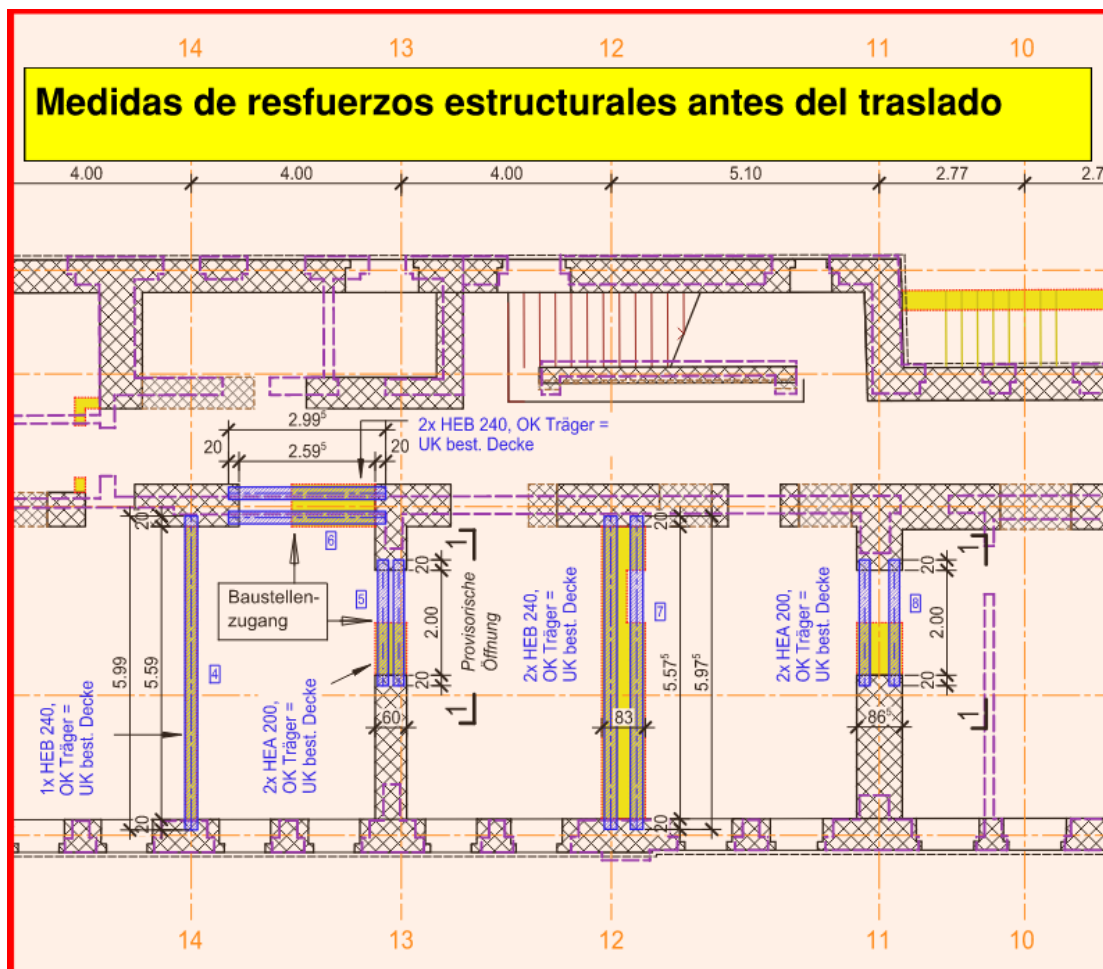 14 13 12 11 10
Medidas de resfuerzos estructurales antes del traslado
4.00 4.00 4.00 5.10 2.77 2.7
2.99⁵
20 2.59⁵ 20
2x HEB 240, OK Träger =
UK best. Decke
6
20
5.99
5.59
20
4
1x HEB 240,
OK Träger =
UK best. Decke
Baustellen-
zugang
5
2x HEA 200,
OK Träger =
UK best. Decke
20
2.00
20
60
1
Provisorische
Öffnung
1
2x HEB 240,
OK Träger =
UK best. Decke
7
20
5.57⁵
5.97⁵
20
83
2x HEA 200,
OK Träger =
UK best. Decke
8
20
2.00
20
86⁵
1
1
14 13 12 11 10